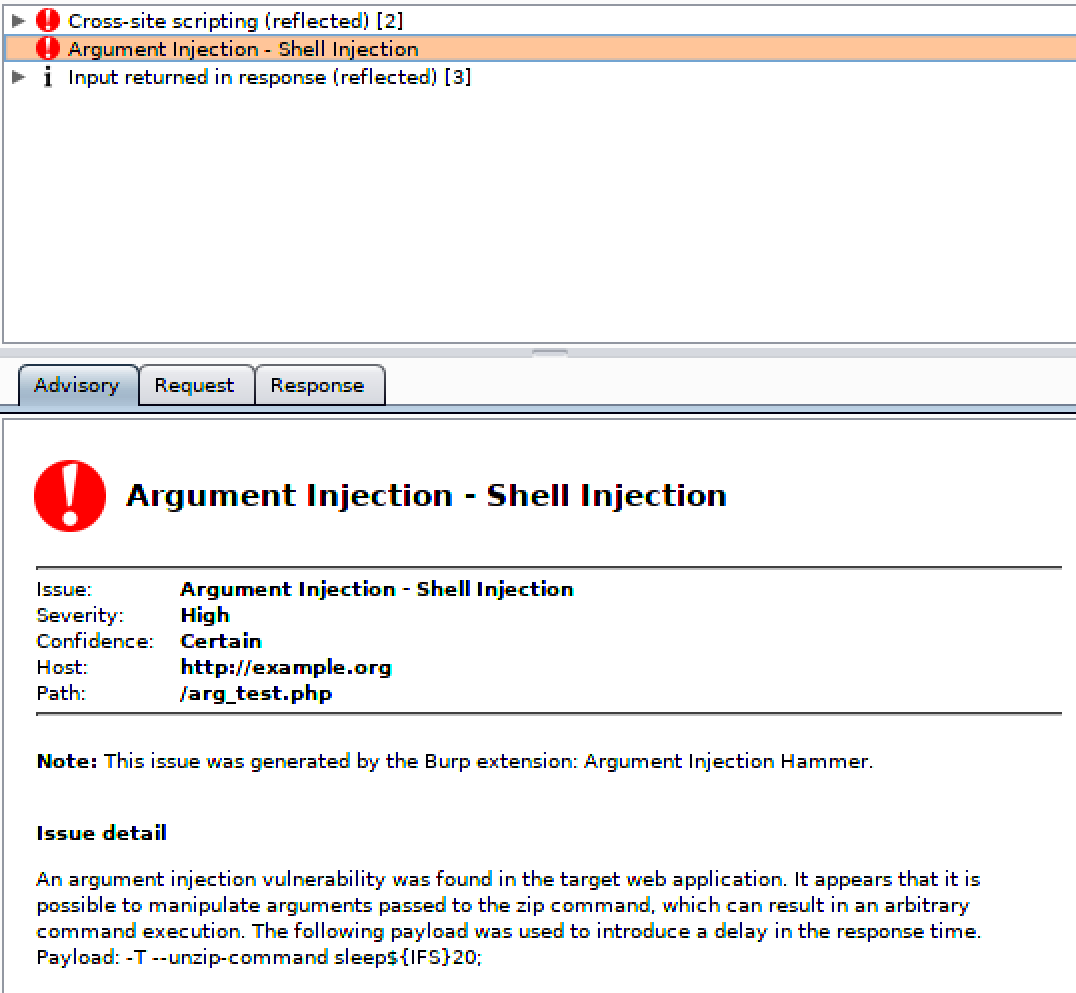 Cross-site scripting (reflected) [2]
Argument Injection - Shell Injection
Input returned in response (reflected) [3]
Advisory Request Response
Argument Injection - Shell Injection
Issue: Argument Injection - Shell Injection
Severity: High
Confidence: Certain
Host: http://example.org
Path: /arg_test.php
Note: This issue was generated by the Burp extension: Argument Injection Hammer.
Issue detail
An argument injection vulnerability was found in the target web application. It appears that it is
possible to manipulate arguments passed to the zip command, which can result in an arbitrary
command execution. The following payload was used to introduce a delay in the response time.
Payload: -T --unzip-command sleep${IFS}20;